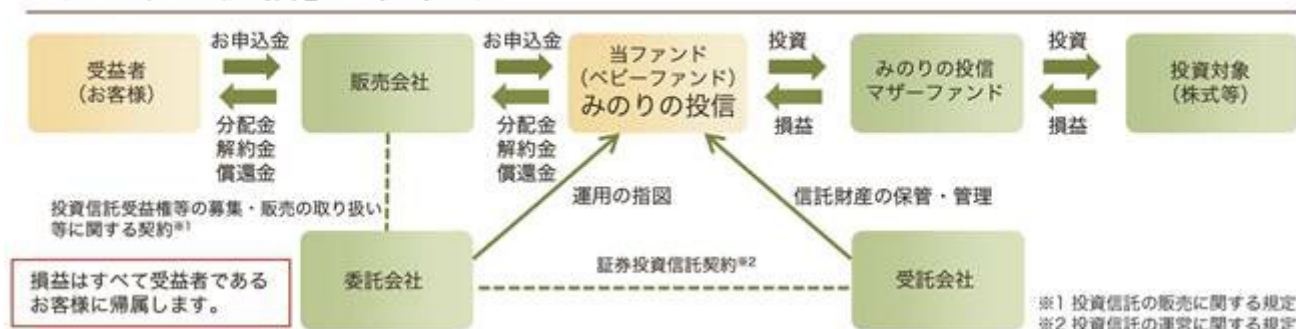 受益者
(お客様)
お申込金
分配金
解約金
償還金
販売会社
お申込金
分配金
解約金
償還金
当ファンド
(ベビーファンド)
みのりの投信
投資
損益
みのりの投信
マザーファンド
投資
損益
投資対象
(株式等)
投資信託受益権等の募集・販売の取り扱い
等に関する契約※1
運用の指図
信託財産の保管・管理
損益はすべて受益者である
お客様に帰属します。
委託会社
証券投資信託契約※2
受託会社
※1 投資信託の販売に関する規定
※2 投資信託の運営に関する規定